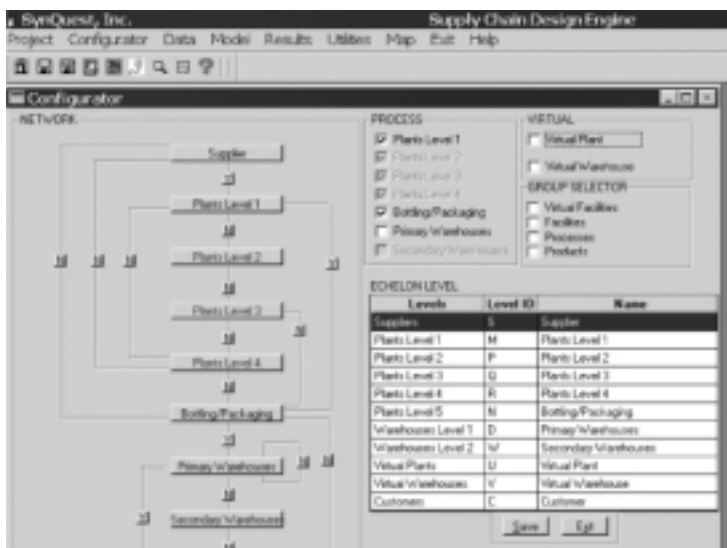 SynQuest, Inc. Supply Chain Design Engine
Project Configurator Data Model Results Utilities Map Exit Help
Configurator
NETWORK
Supplier
Plants Level 1
Plants Level 2
Plants Level 3
Plants Level 4
Bottling/Packaging
Primary Warehouses
Secondary Warehouses
PROCESS
Plants Level 1
Plants Level 2
Plants Level 3
Plants Level 4
Bottling/Packaging
Primary Warehouses
Secondary Warehouses
VIRTUAL
Virtual Plant
Virtual Warehouse
GROUP SELECTOR
Virtual Facilities
Facilities
Processes
Products
ECHELON LEVEL
Levels Level ID Name
Suppliers S Supplier
Plants Level 1 M Plants Level 1
Plants Level 2 P Plants Level 2
Plants Level 3 Q Plants Level 3
Plants Level 4 R Plants Level 4
Plants Level 5 N Bottling/Packaging
Warehouses Level 1 D Primary Warehouses
Warehouses Level 2 W Secondary Warehouses
Virtual Plants U Virtual Plant
Virtual Warehouses V Virtual Warehouse
Customers C Customer
Save Exit